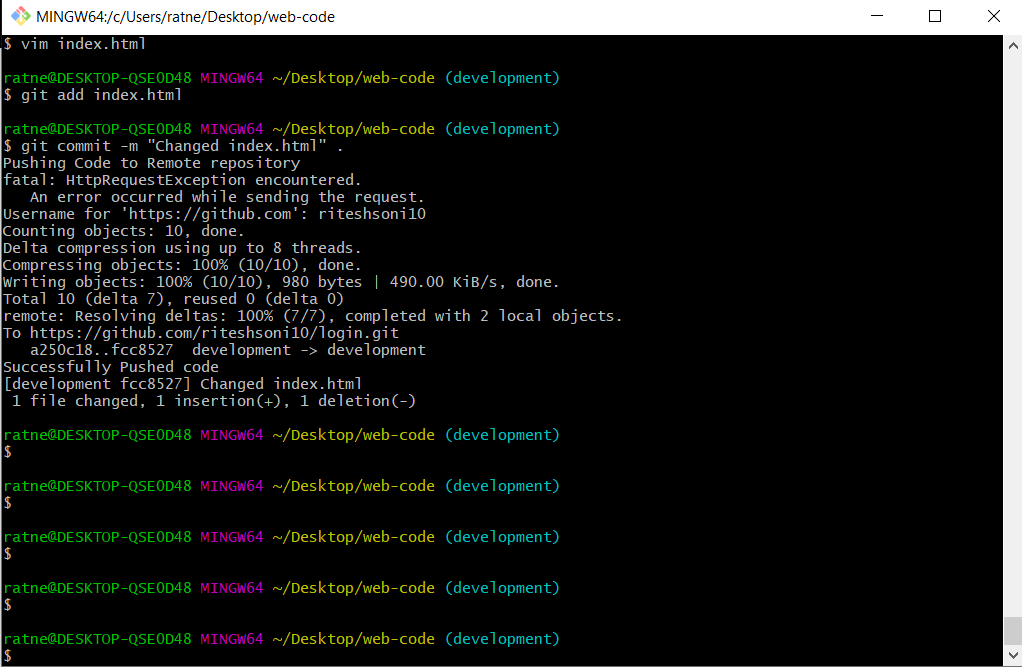 MINGW64:/c/Users/ratne/Desktop/web-code
$ vim index.html
ratne@DESKTOP-QSE0D48 MINGW64 ~/Desktop/web-code (development)
$ git add index.html
ratne@DESKTOP-QSE0D48 MINGW64 ~/Desktop/web-code (development)
$ git commit -m "Changed index.html" .
Pushing Code to Remote repository
fatal: HttpRequestException encountered.
   An error occurred while sending the request.
Username for 'https://github.com': riteshsoni10
Counting objects: 10, done.
Delta compression using up to 8 threads.
Compressing objects: 100% (10/10), done.
Writing objects: 100% (10/10), 980 bytes | 490.00 KiB/s, done.
Total 10 (delta 7), reused 0 (delta 0)
remote: Resolving deltas: 100% (7/7), completed with 2 local objects.
To https://github.com/riteshsoni10/login.git
   a250c18..fcc8527  development -> development
Successfully Pushed code
[development fcc8527] Changed index.html
 1 file changed, 1 insertion(+), 1 deletion(-)
ratne@DESKTOP-QSE0D48 MINGW64 ~/Desktop/web-code (development)
$
ratne@DESKTOP-QSE0D48 MINGW64 ~/Desktop/web-code (development)
$
ratne@DESKTOP-QSE0D48 MINGW64 ~/Desktop/web-code (development)
$
ratne@DESKTOP-QSE0D48 MINGW64 ~/Desktop/web-code (development)
$
ratne@DESKTOP-QSE0D48 MINGW64 ~/Desktop/web-code (development)
$